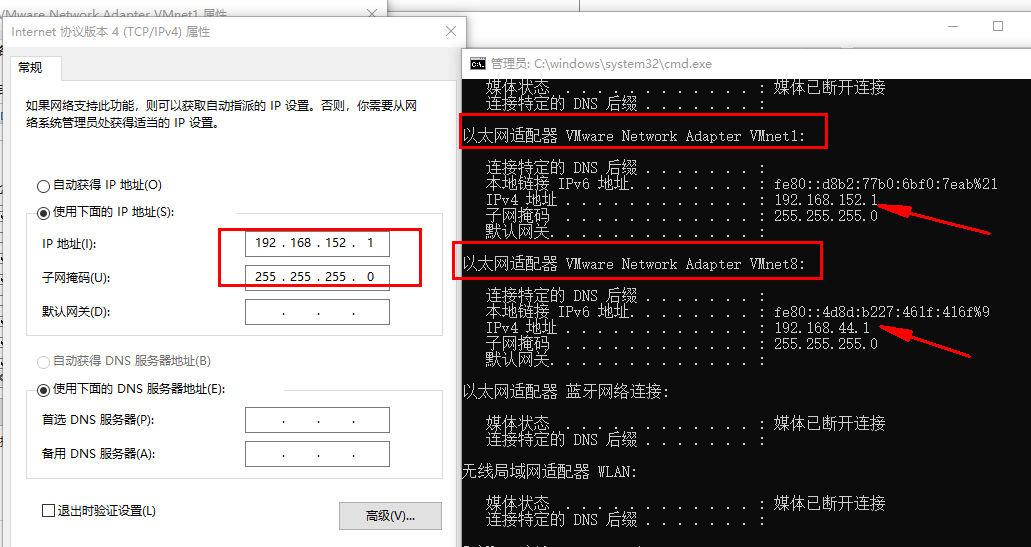 VMware Network Adapter VMnet1 属性
Internet 协议版本 4 (TCP/IPv4) 属性
常规
如果网络支持此功能，则可以获取自动指派的 IP 设置。否则，你需要从网
络系统管理员处获得适当的 IP 设置。
自动获得 IP 地址(O)
使用下面的 IP 地址(S):
IP 地址(I):
192 . 168 . 152 . 1
子网掩码(U):
255 . 255 . 255 . 0
默认网关(D):
. . .
自动获得 DNS 服务器地址(B)
使用下面的 DNS 服务器地址(E):
首选 DNS 服务器(P):
. . .
备用 DNS 服务器(A):
. . .
退出时验证设置(L)
高级(V)...
管理员: C:\windows\system32\cmd.exe
媒体状态 . . . . . . . . . . . . : 媒体已断开连接
连接特定的 DNS 后缀 . . . . . . . :
以太网适配器 VMware Network Adapter VMnet1:
连接特定的 DNS 后缀 . . . . . . . :
本地链接 IPv6 地址. . . . . . . . : fe80::d8b2:77b0:6bf0:7eab%21
IPv4 地址 . . . . . . . . . . . . : 192.168.152.1
子网掩码 . . . . . . . . . . . . : 255.255.255.0
默认网关. . . . . . . . . . . . . :
以太网适配器 VMware Network Adapter VMnet8:
连接特定的 DNS 后缀 . . . . . . . :
本地链接 IPv6 地址. . . . . . . . : fe80::4d8d:b227:461f:416f%9
IPv4 地址 . . . . . . . . . . . . : 192.168.44.1
子网掩码 . . . . . . . . . . . . : 255.255.255.0
默认网关. . . . . . . . . . . . . :
以太网适配器 蓝牙网络连接:
媒体状态 . . . . . . . . . . . . : 媒体已断开连接
连接特定的 DNS 后缀 . . . . . . . :
无线局域网适配器 WLAN:
媒体状态 . . . . . . . . . . . . : 媒体已断开连接
连接特定的 DNS 后缀 . . . . . . . :